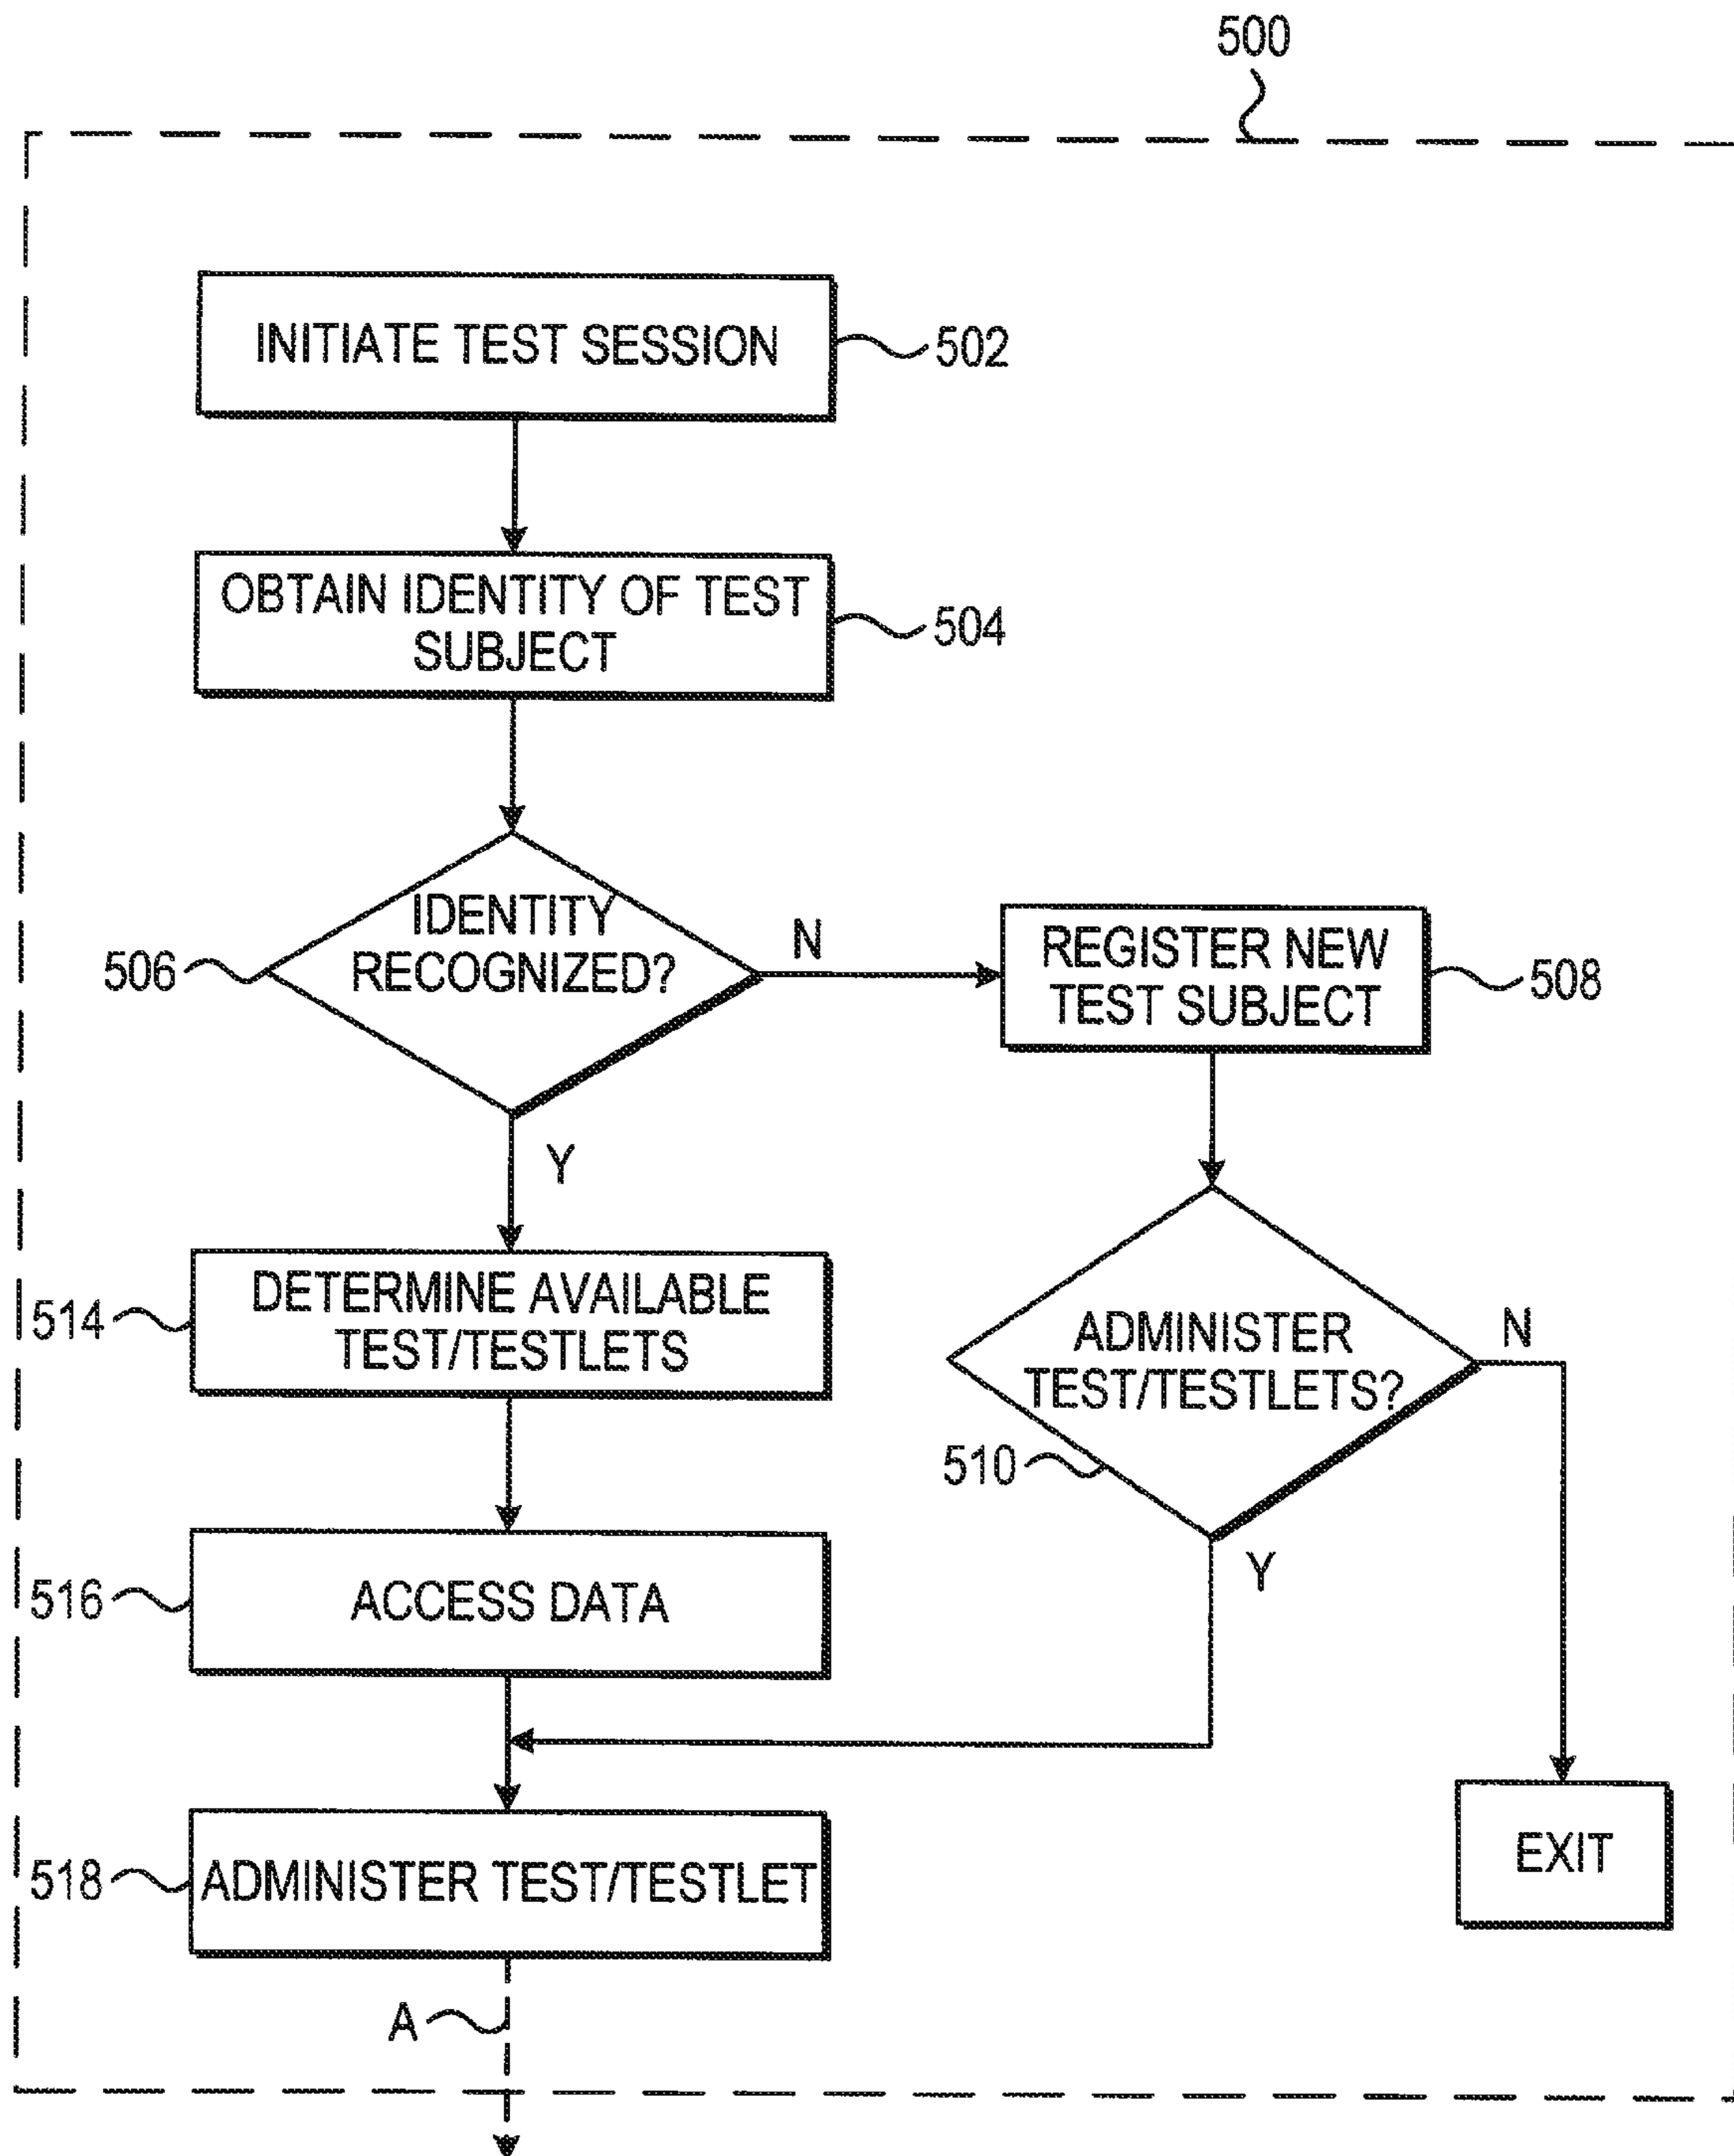 500
INITIATE TEST SESSION
502
OBTAIN IDENTITY OF TEST
SUBJECT
504
IDENTITY
RECOGNIZED?
506
N
REGISTER NEW
TEST SUBJECT
508
Y
DETERMINE AVAILABLE
TEST/TESTLETS
514
ADMINISTER
TEST/TESTLETS?
510
N
Y
ACCESS DATA
516
ADMINISTER TEST/TESTLET
518
EXIT
A